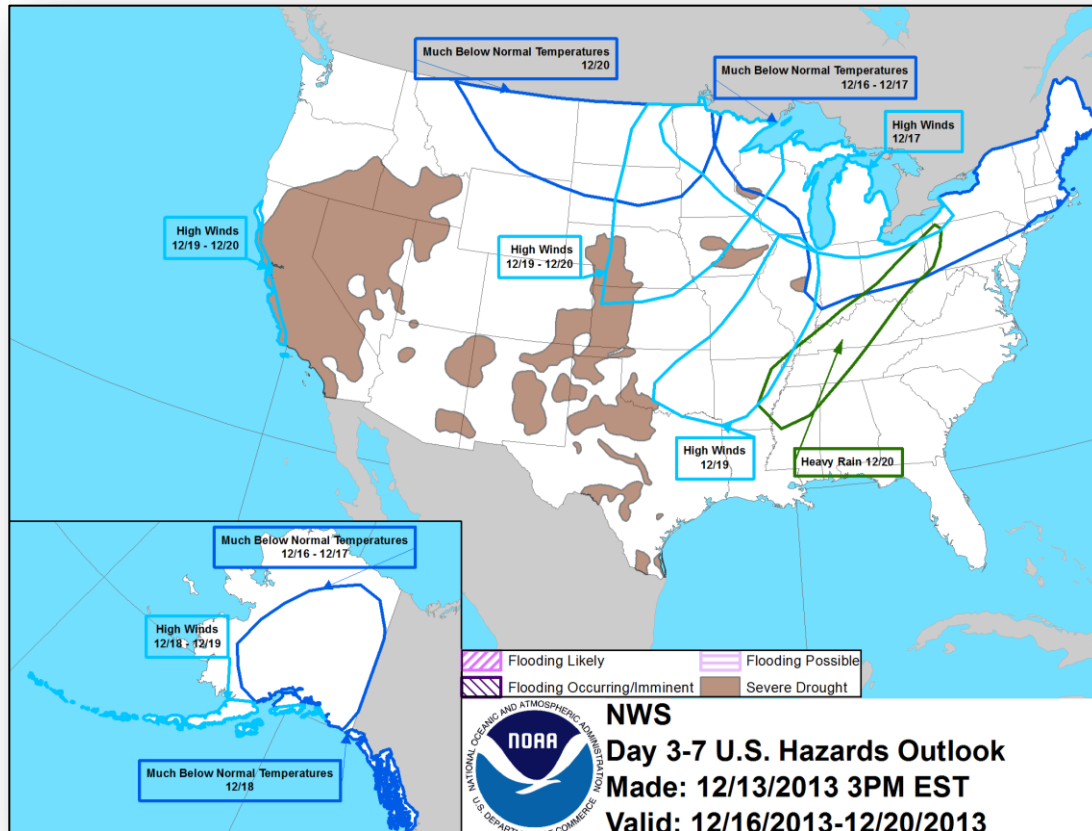 Much Below Normal Temperatures
12/20
Much Below Normal Temperatures
12/16 - 12/17
High Winds
12/17
High Winds
12/19 - 12/20
High Winds
12/19 - 12/20
High Winds
12/19
Heavy Rain 12/20
Much Below Normal Temperatures
12/16 - 12/17
High Winds
12/18 - 12/19
Much Below Normal Temperatures
12/18
Flooding Likely
Flooding Possible
Flooding Occurring/Imminent
Severe Drought
NATIONAL OCEANIC AND ATMOSPHERIC ADMINISTRATION
NOAA
U.S. DEPARTMENT OF COMMERCE
NWS
Day 3-7 U.S. Hazards Outlook
Made: 12/13/2013 3PM EST
Valid: 12/16/2013-12/20/2013